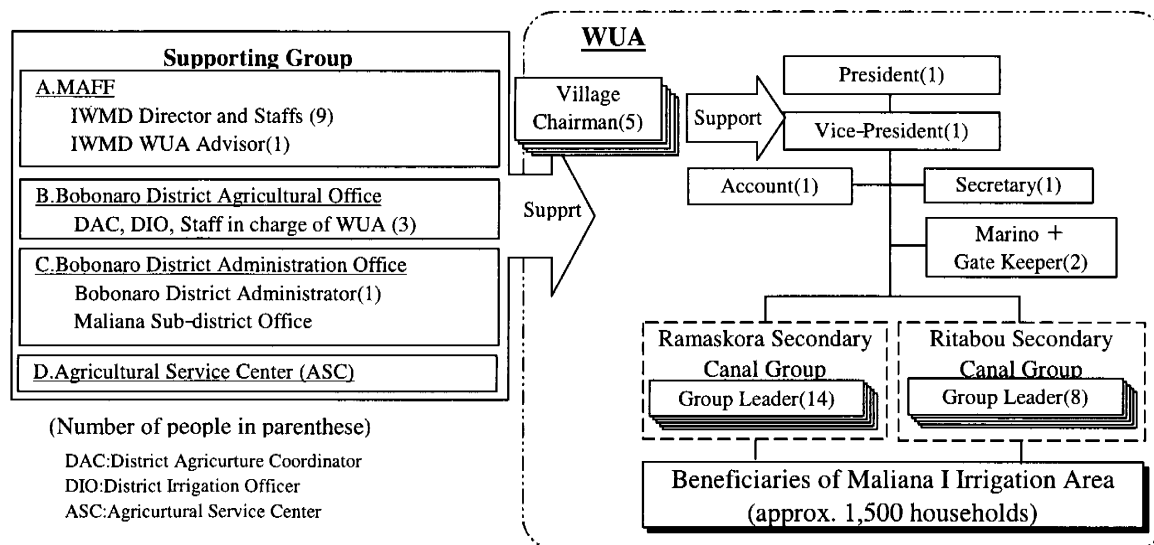 Supporting Group
A.MAFF
IWMD Director and Staffs (9)
IWMD WUA Advisor(1)
B.Bobonaro District Agricultural Office
DAC, DIO, Staff in charge of WUA (3)
C.Bobonaro District Administration Office
Bobonaro District Administrator(1)
Maliana Sub-district Office
D.Agricultural Service Center (ASC)
(Number of people in parenthese)
DAC:District Agricurture Coordinator
DIO:District Irrigation Officer
ASC:Agricurtural Service Center
Supprt
WUA
Village
Chairman(5)
Support
President(1)
Vice-President(1)
Account(1)
Secretary(1)
Marino +
Gate Keeper(2)
Ramaskora Secondary
Canal Group
Group Leader(14)
Ritabou Secondary
Canal Group
Group Leader(8)
Beneficiaries of Maliana I Irrigation Area
(approx. 1,500 households)